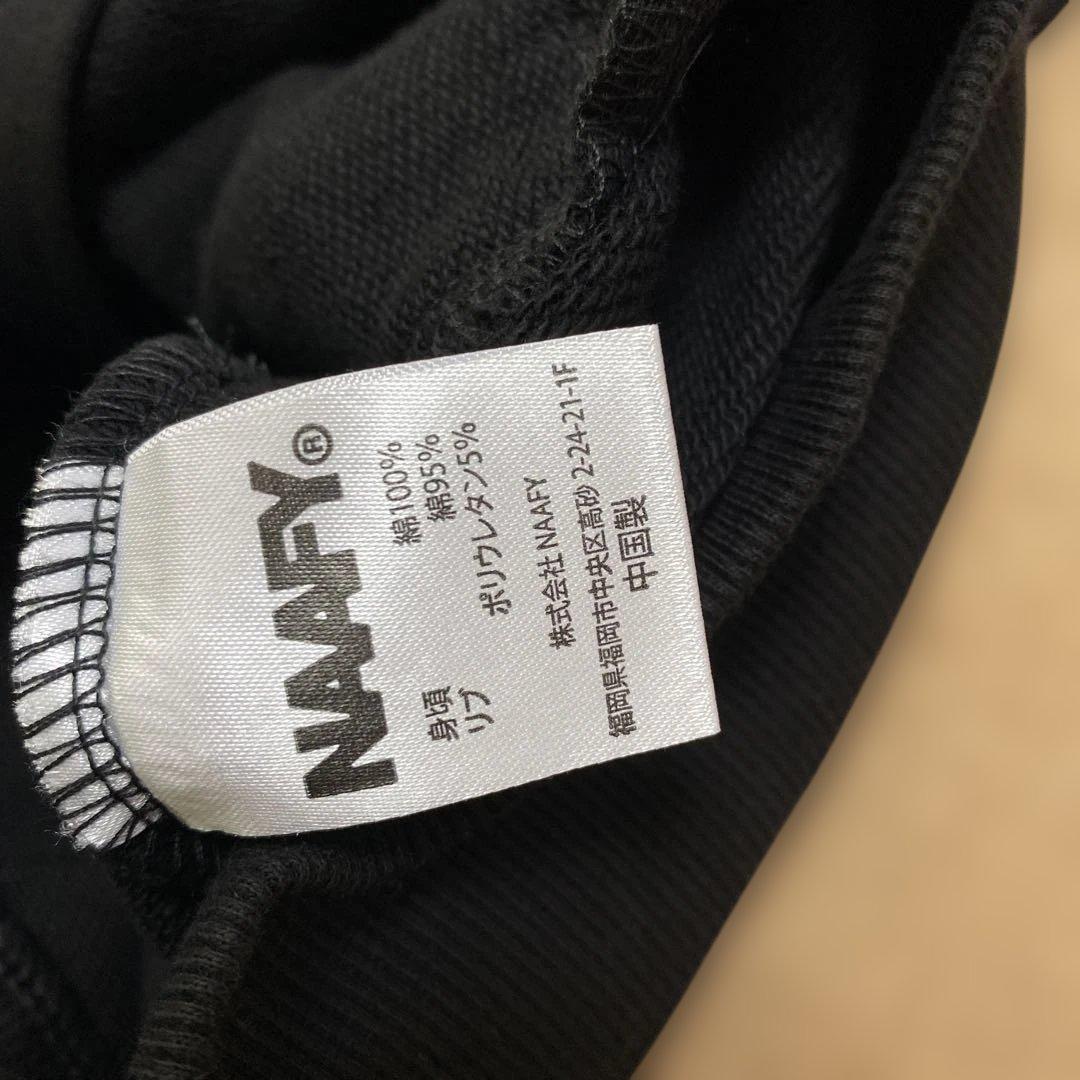 NAAFY®
身頃 綿100%
リブ 綿95%
ポリウレタン5%
株式会社 NAAFY
福岡県福岡市中央区高砂 2-24-21-1F
中国製